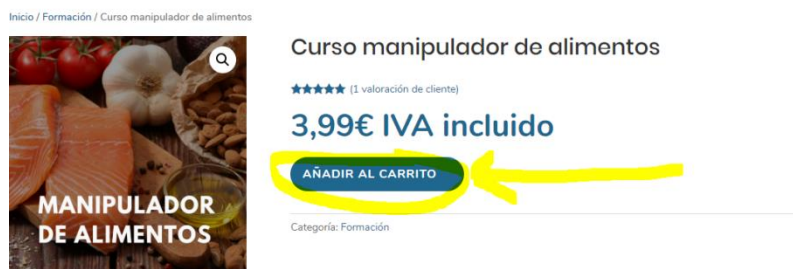 Inicio / Formación / Curso manipulador de alimentos
Curso manipulador de alimentos
(1 valoración de cliente)
3,99€ IVA incluido
AÑADIR AL CARRITO
Categoría: Formación
MANIPULADOR
DE ALIMENTOS